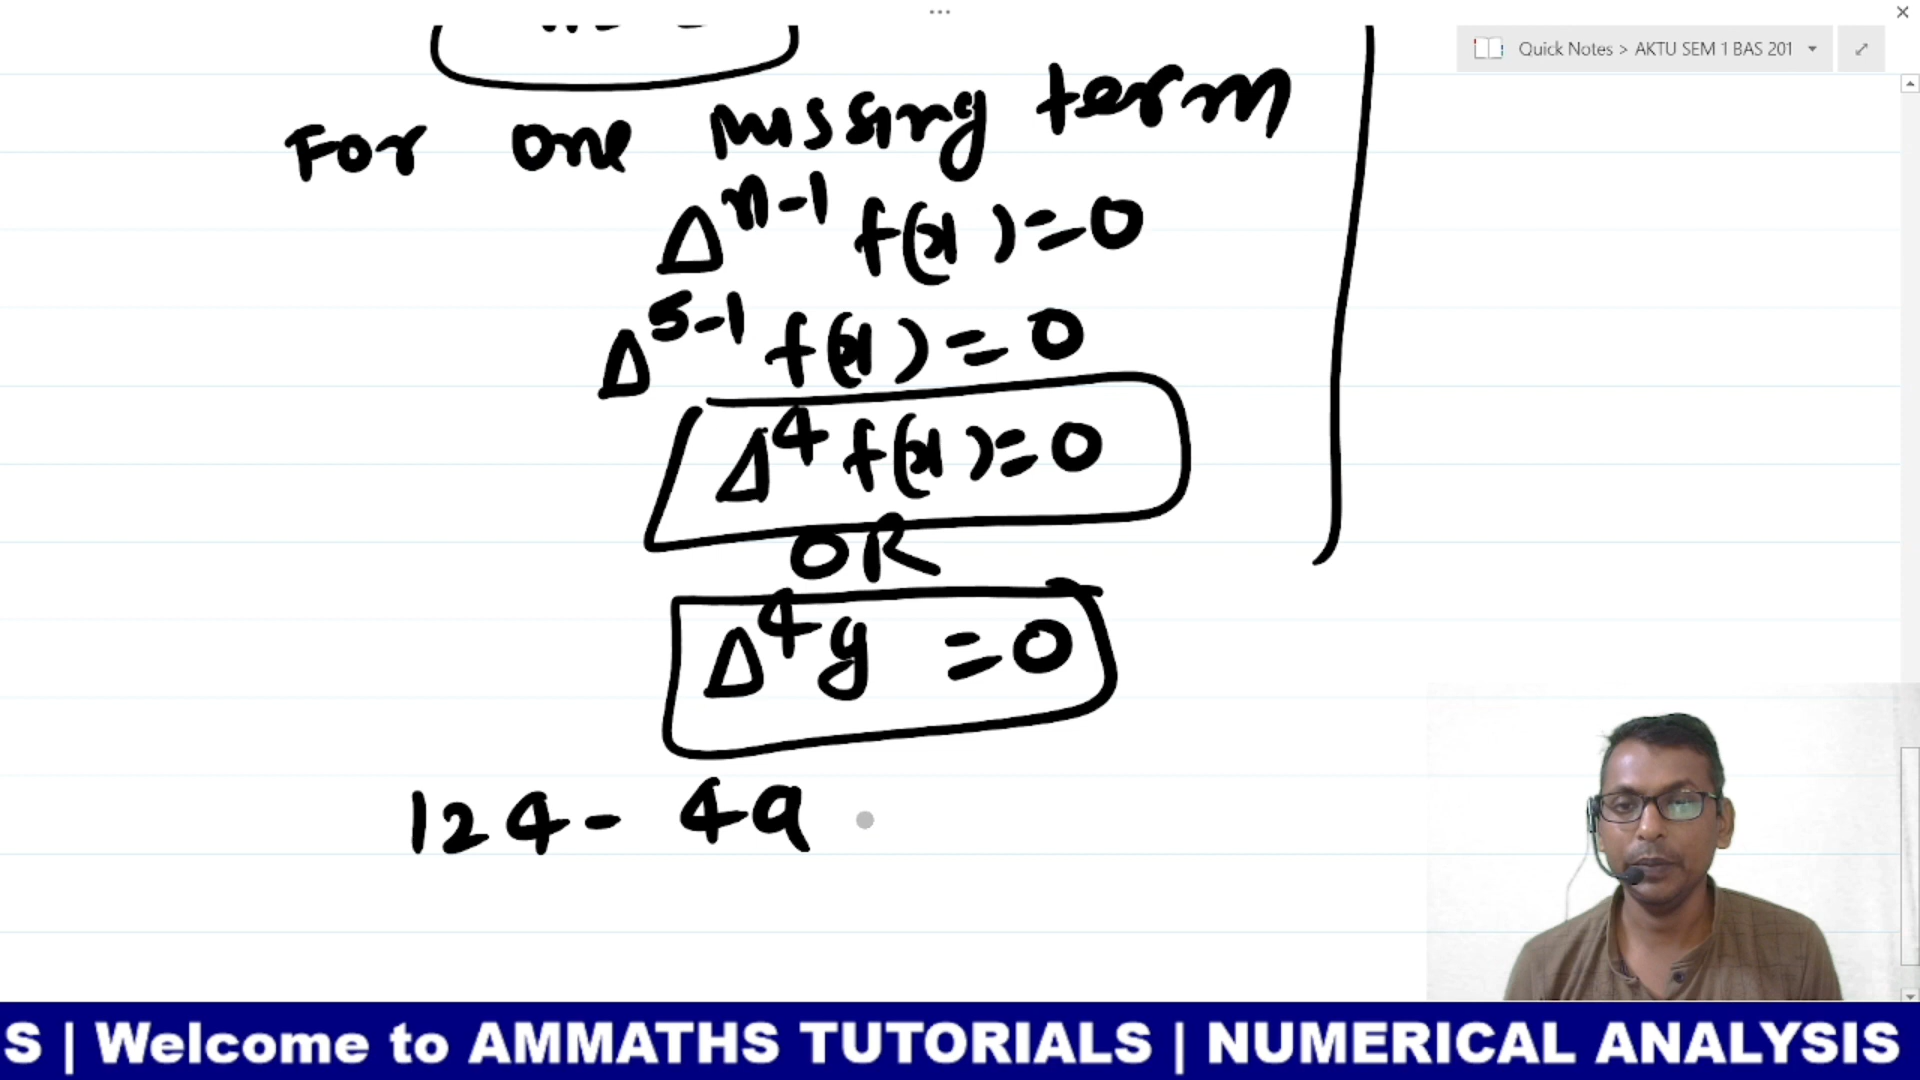 Quick Notes > AKTU SEM 1 BAS 201
For one missing term
Δ^{n-1} f(x) = 0
Δ^{5-1} f(x) = 0
Δ^4 f(x) = 0
OR
Δ^4 y = 0
124 - 4a
S | Welcome to AMMATHS TUTORIALS | NUMERICAL ANALYSIS